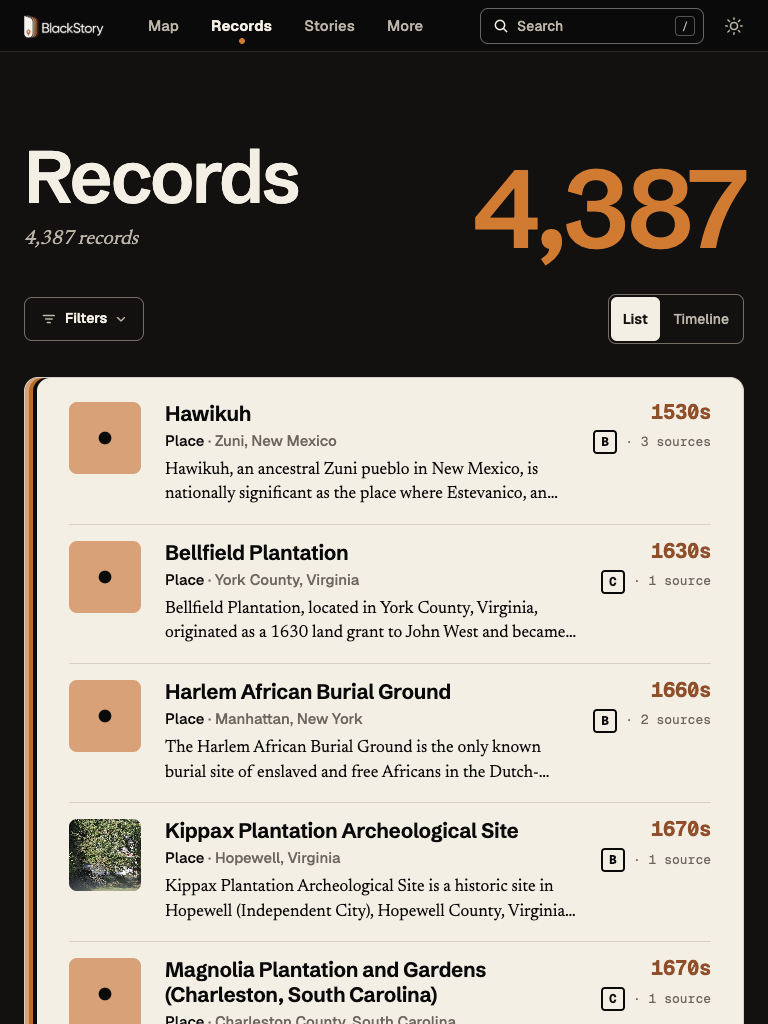 BlackStory
Map
Records
Stories
More
Search
/
Records
4,387
4,387 records
Filters
List
Timeline
Hawikuh
1530s
Place · Zuni, New Mexico
B · 3 sources
Hawikuh, an ancestral Zuni pueblo in New Mexico, is
nationally significant as the place where Estevanico, an…
Bellfield Plantation
1630s
Place · York County, Virginia
C · 1 source
Bellfield Plantation, located in York County, Virginia,
originated as a 1630 land grant to John West and became…
Harlem African Burial Ground
1660s
Place · Manhattan, New York
B · 2 sources
The Harlem African Burial Ground is the only known
burial site of enslaved and free Africans in the Dutch-…
Kippax Plantation Archeological Site
1670s
Place · Hopewell, Virginia
B · 1 source
Kippax Plantation Archeological Site is a historic site in
Hopewell (Independent City), Hopewell County, Virginia…
Magnolia Plantation and Gardens
(Charleston, South Carolina)
1670s
C · 1 source
Place · Charleston County, South Carolina